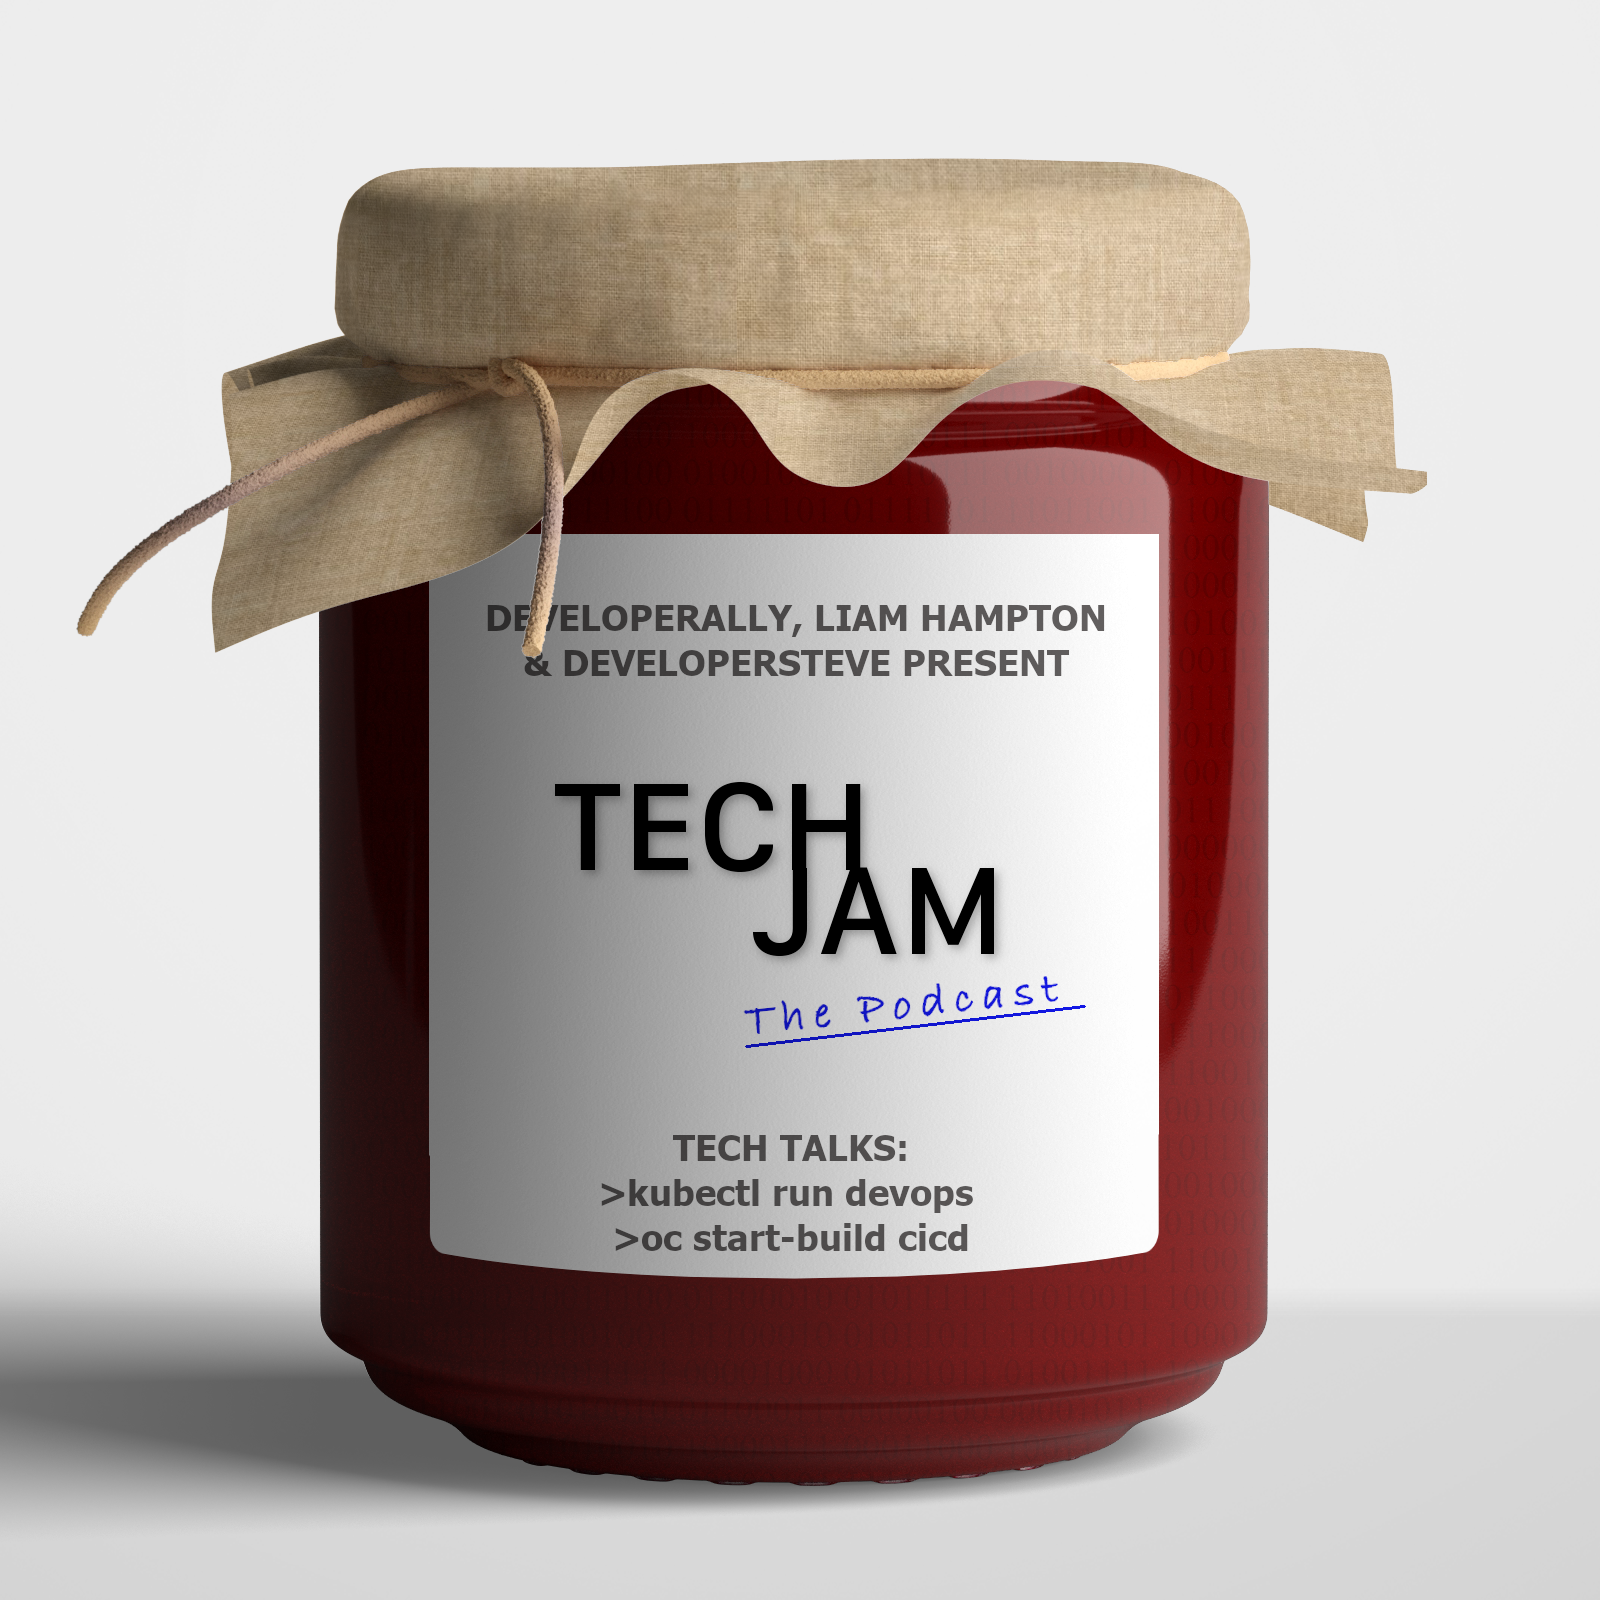 DEVELOPERALLY, LIAM HAMPTON
& DEVELOPERSTEVE PRESENT
TECH
JAM
The Podcast
TECH TALKS:
>kubectl run devops
>oc start-build cicd